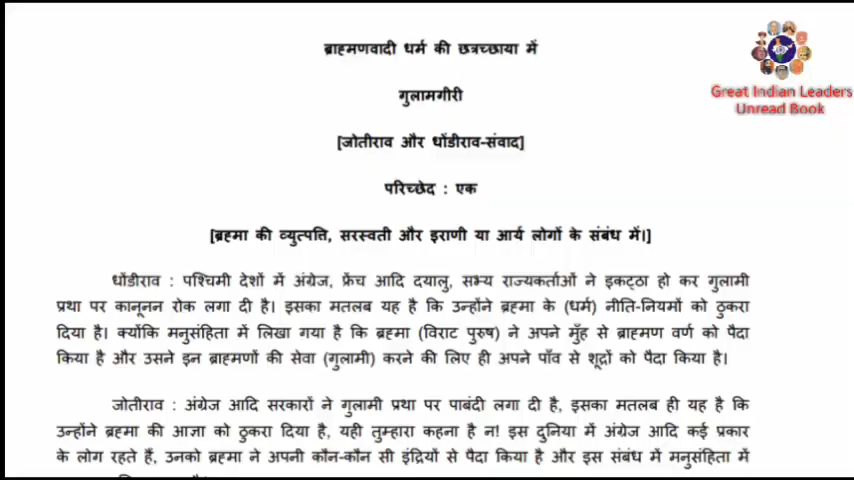 ब्राह्मणवादी धर्म की छत्रच्छाया में
गुलामगीरी
[जोतीराव और धोंडीराव-संवाद]
परिच्छेद : एक
[ब्रह्मा की व्युत्पत्ति, सरस्वती और इराणी या आर्य लोगों के संबंध में।]
धोंडीराव : पश्चिमी देशों में अंग्रेज, फ्रेंच आदि दयालु, सभ्य राज्यकर्ताओं ने इकट्ठा हो कर गुलामी
प्रथा पर कानूनन रोक लगा दी है। इसका मतलब यह है कि उन्होंने ब्रह्मा के (धर्म) नीति-नियमों को ठुकरा
दिया है। क्योंकि मनुसंहिता में लिखा गया है कि ब्रह्मा (विराट पुरुष) ने अपने मुँह से ब्राह्मण वर्ण को पैदा
किया है और उसने इन ब्राह्मणों की सेवा (गुलामी) करने की लिए ही अपने पाँव से शूद्रों को पैदा किया है।
जोतीराव : अंग्रेज आदि सरकारों ने गुलामी प्रथा पर पाबंदी लगा दी है, इसका मतलब ही यह है कि
उन्होंने ब्रह्मा की आज्ञा को ठुकरा दिया है, यही तुम्हारा कहना है न! इस दुनिया में अंग्रेज आदि कई प्रकार
के लोग रहते हैं, उनको ब्रह्मा ने अपनी कौन-कौन सी इंद्रियों से पैदा किया है और इस संबंध में मनुसंहिता में
Great Indian Leaders
Unread Book